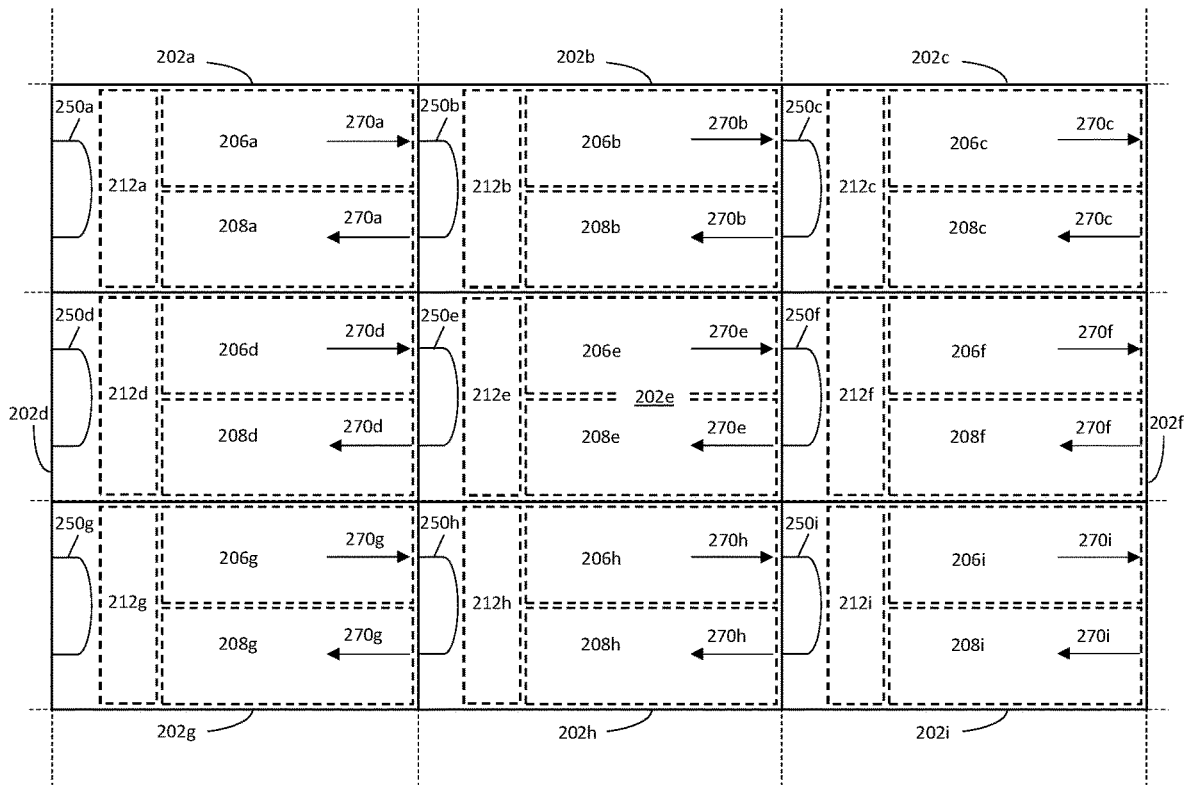 202a 202b 202c
250a 270a 250b 270b 250c 270c
206a 206b 206c
212a 212b 212c
208a 270a 208b 270b 208c 270c
250d 270d 250e 270e 250f 270f
206d 206e 206f
212d 212e 202e 212f
202d 202f
208d 270d 208e 270e 208f 270f
250g 270g 250h 270h 250i 270i
206g 206h 206i
212g 212h 212i
208g 270g 208h 270h 208i 270i
202g 202h 202i